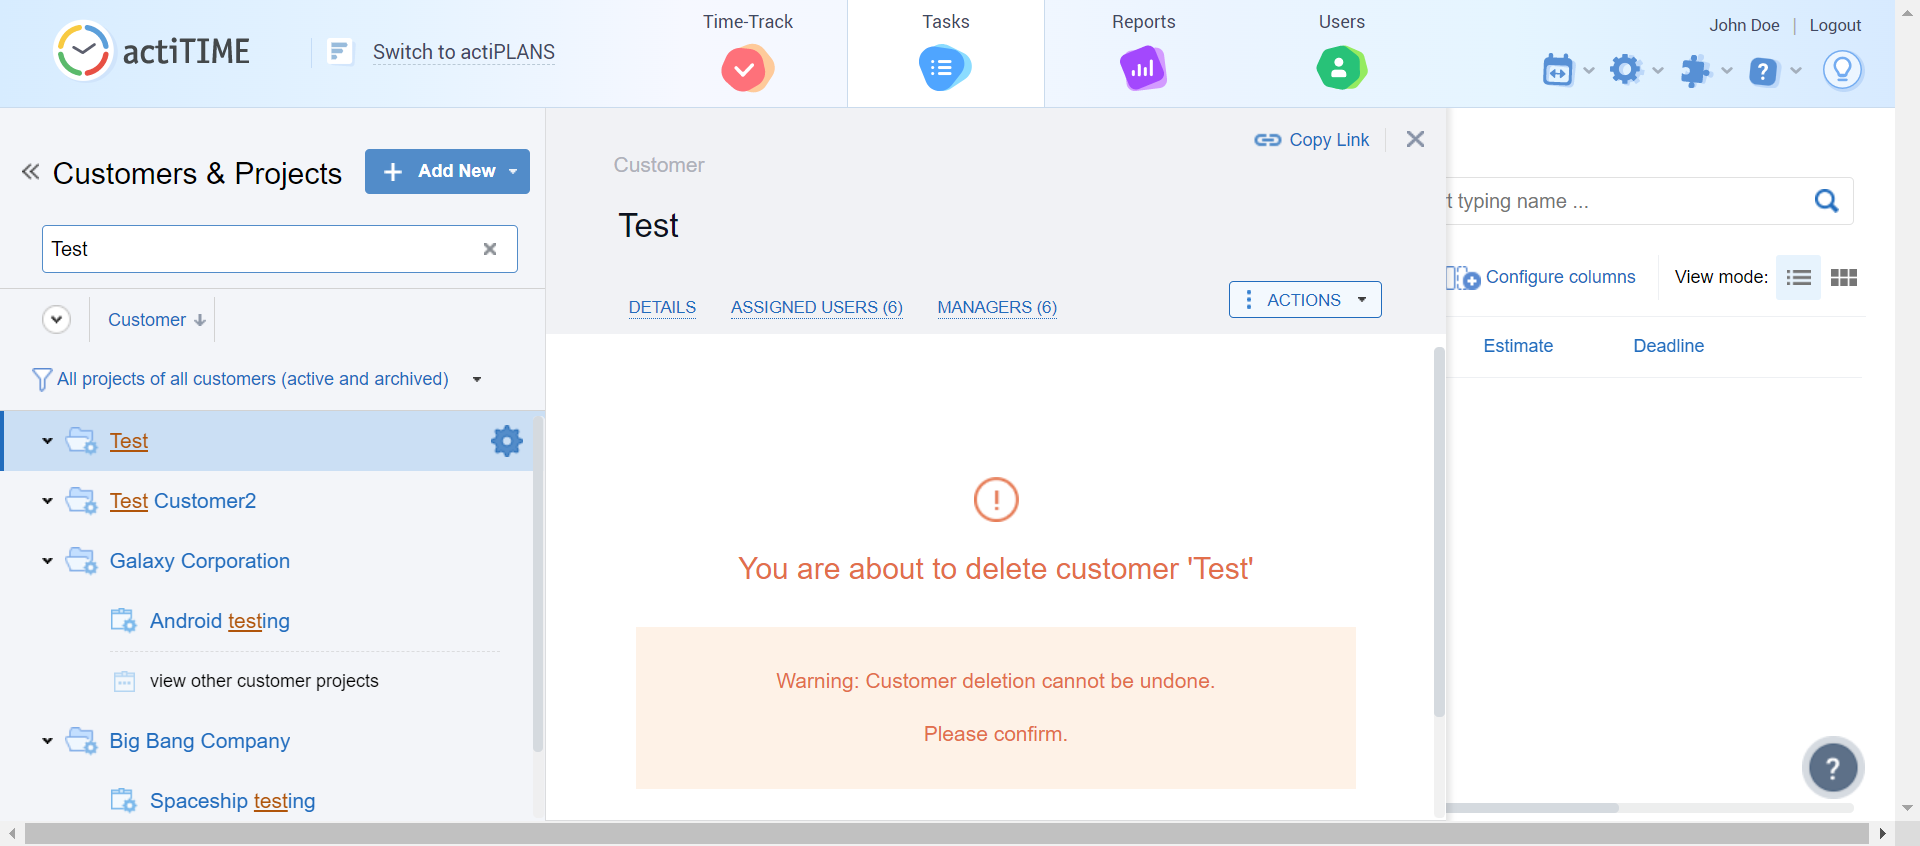 actiTIME
Switch to actiPLANS
Time-Track
Tasks
Reports
Users
John Doe | Logout
Customers & Projects
Add New
Test
Customer
All projects of all customers (active and archived)
Test
Test Customer2
Galaxy Corporation
Android testing
view other customer projects
Big Bang Company
Spaceship testing
Copy Link
Customer
Test
DETAILS
ASSIGNED USERS (6)
MANAGERS (6)
ACTIONS
!
You are about to delete customer 'Test'
Warning: Customer deletion cannot be undone.
Please confirm.
t typing name ...
Configure columns
View mode:
Estimate
Deadline
?